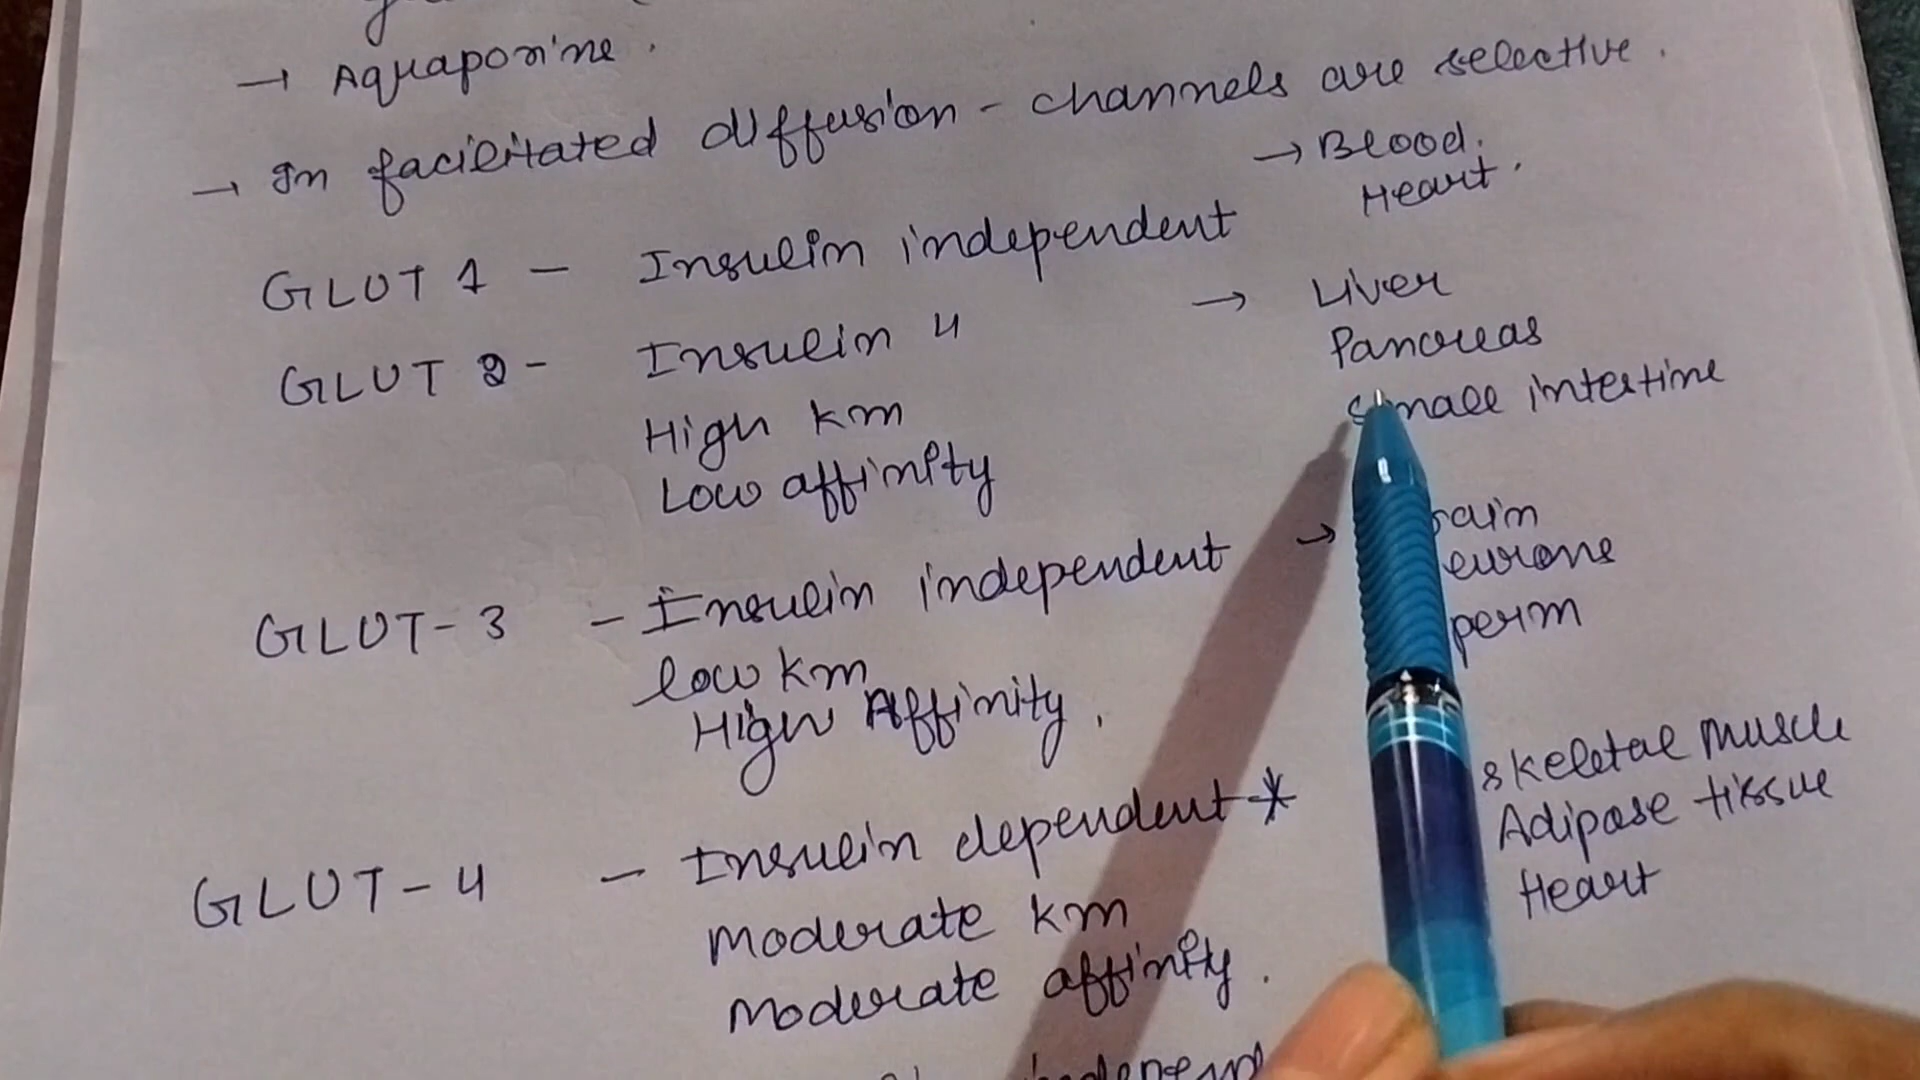 → Aquaporine.
→ In facilitated diffusion - channels are selective.
GLUT 1 - Insulin independent → Blood.
Heart.
GLUT 2 - Insulin 〃 → Liver
Pancreas
High km small intestine
Low affinity
GLUT-3 - Insulin independent →
low km
High Affinity.
GLUT-4 - Insulin dependent * skeletal muscle
Adipose tissue
Moderate km Heart
Moderate affinity.